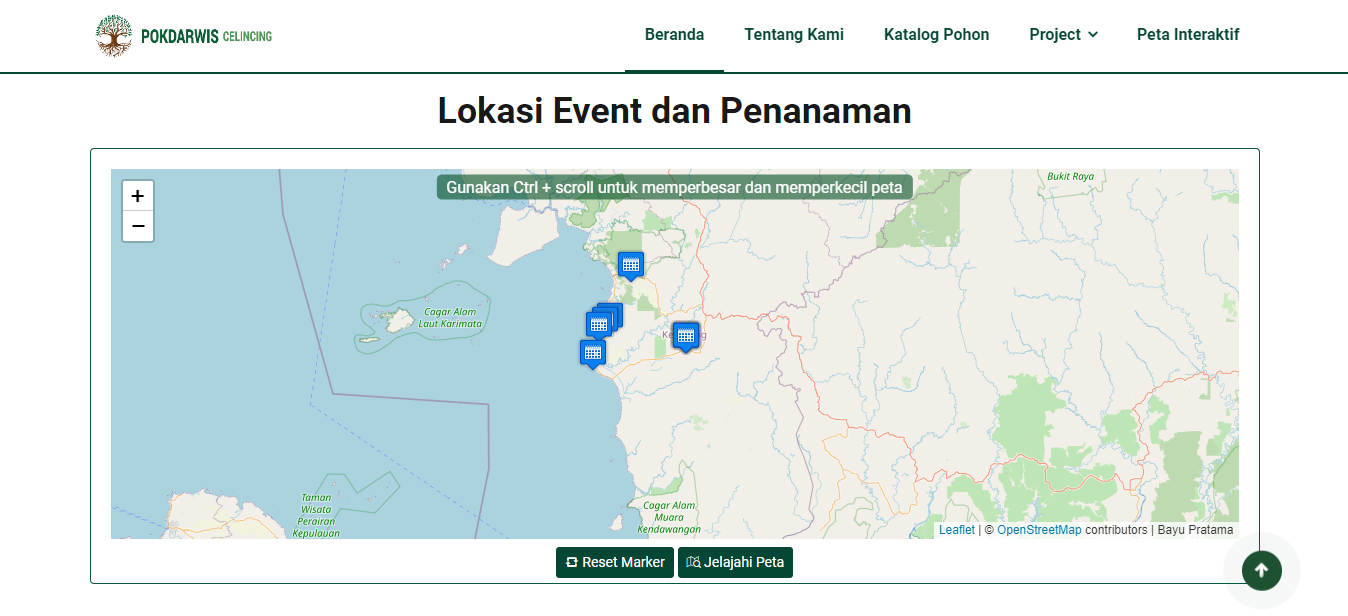 POKDARWIS CELINCING
Beranda
Tentang Kami
Katalog Pohon
Project
Peta Interaktif
Lokasi Event dan Penanaman
+
−
Gunakan Ctrl + scroll untuk memperbesar dan memperkecil peta
Bukit Raya
Cagar Alam
Laut Karimata
Taman
Wisata
Perairan
Kepulauan
Cagar Alam
Muara
Kendawangan
Leaflet | © OpenStreetMap contributors | Bayu Pratama
Reset Marker
Jelajahi Peta